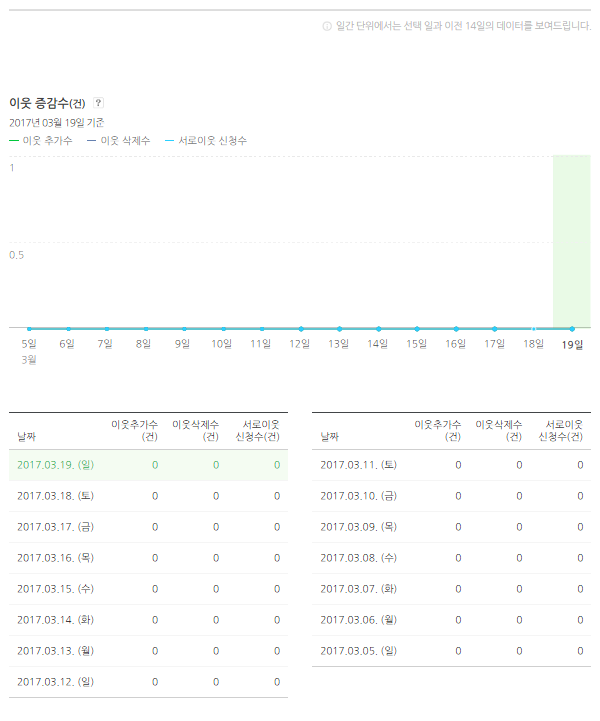 일간 단위에서는 선택 일과 이전 14일의 데이터를 보여드립니다.
이웃 증감수(건) ?
2017년 03월 19일 기준
이웃 추가수 이웃 삭제수 서로이웃 신청수
1
0.5
5일 6일 7일 8일 9일 10일 11일 12일 13일 14일 15일 16일 17일 18일 19일
3월
날짜 이웃추가수(건) 이웃삭제수(건) 서로이웃 신청수(건)
2017.03.19. (일) 0 0 0
2017.03.18. (토) 0 0 0
2017.03.17. (금) 0 0 0
2017.03.16. (목) 0 0 0
2017.03.15. (수) 0 0 0
2017.03.14. (화) 0 0 0
2017.03.13. (월) 0 0 0
2017.03.12. (일) 0 0 0
날짜 이웃추가수(건) 이웃삭제수(건) 서로이웃 신청수(건)
2017.03.11. (토) 0 0 0
2017.03.10. (금) 0 0 0
2017.03.09. (목) 0 0 0
2017.03.08. (수) 0 0 0
2017.03.07. (화) 0 0 0
2017.03.06. (월) 0 0 0
2017.03.05. (일) 0 0 0